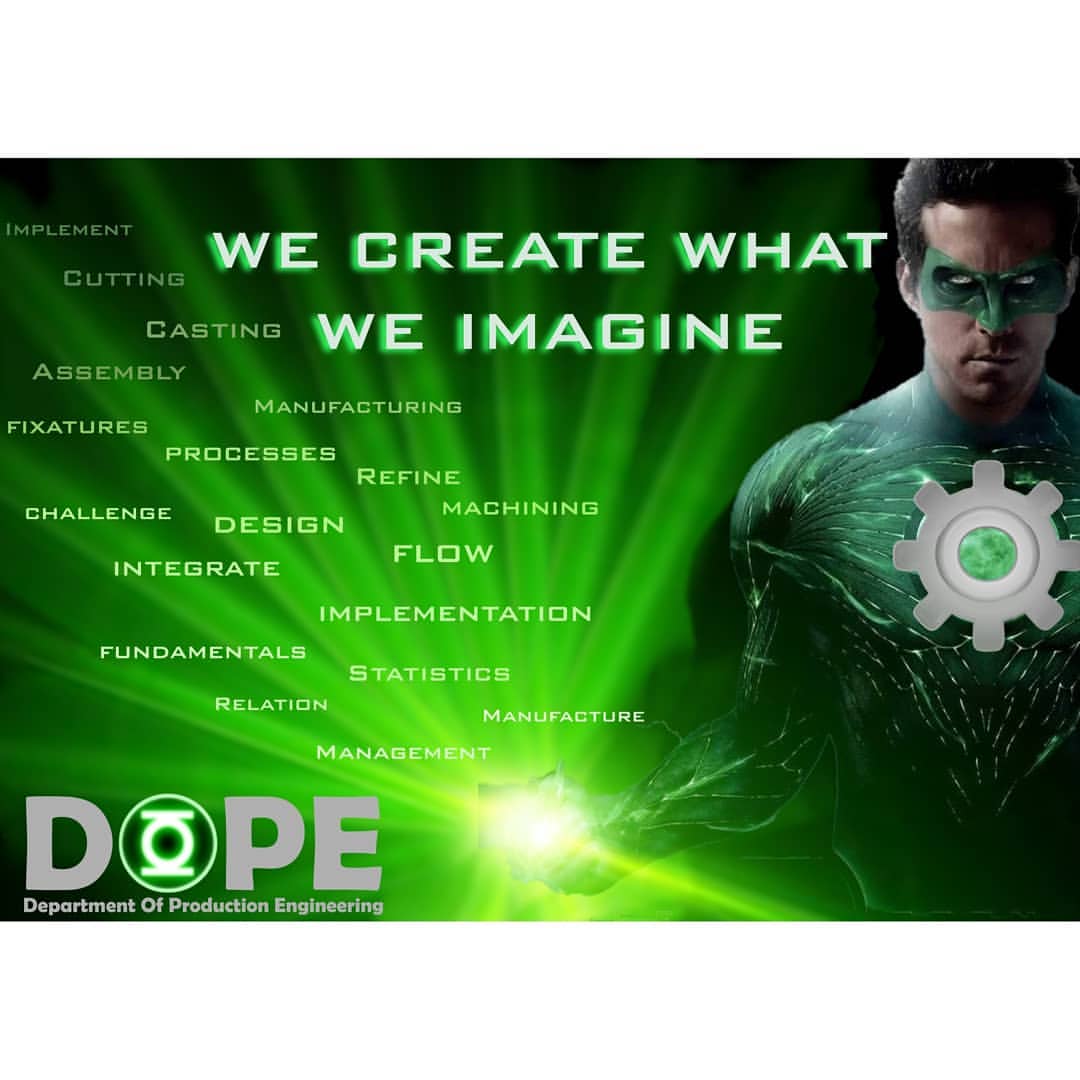 WE CREATE WHAT
WE IMAGINE
IMPLEMENT
CUTTING
CASTING
ASSEMBLY
MANUFACTURING
FIXATURES
PROCESSES
REFINE
MACHINING
CHALLENGE
DESIGN
FLOW
INTEGRATE
IMPLEMENTATION
FUNDAMENTALS
STATISTICS
RELATION
MANUFACTURE
MANAGEMENT
DOPE
Department Of Production Engineering